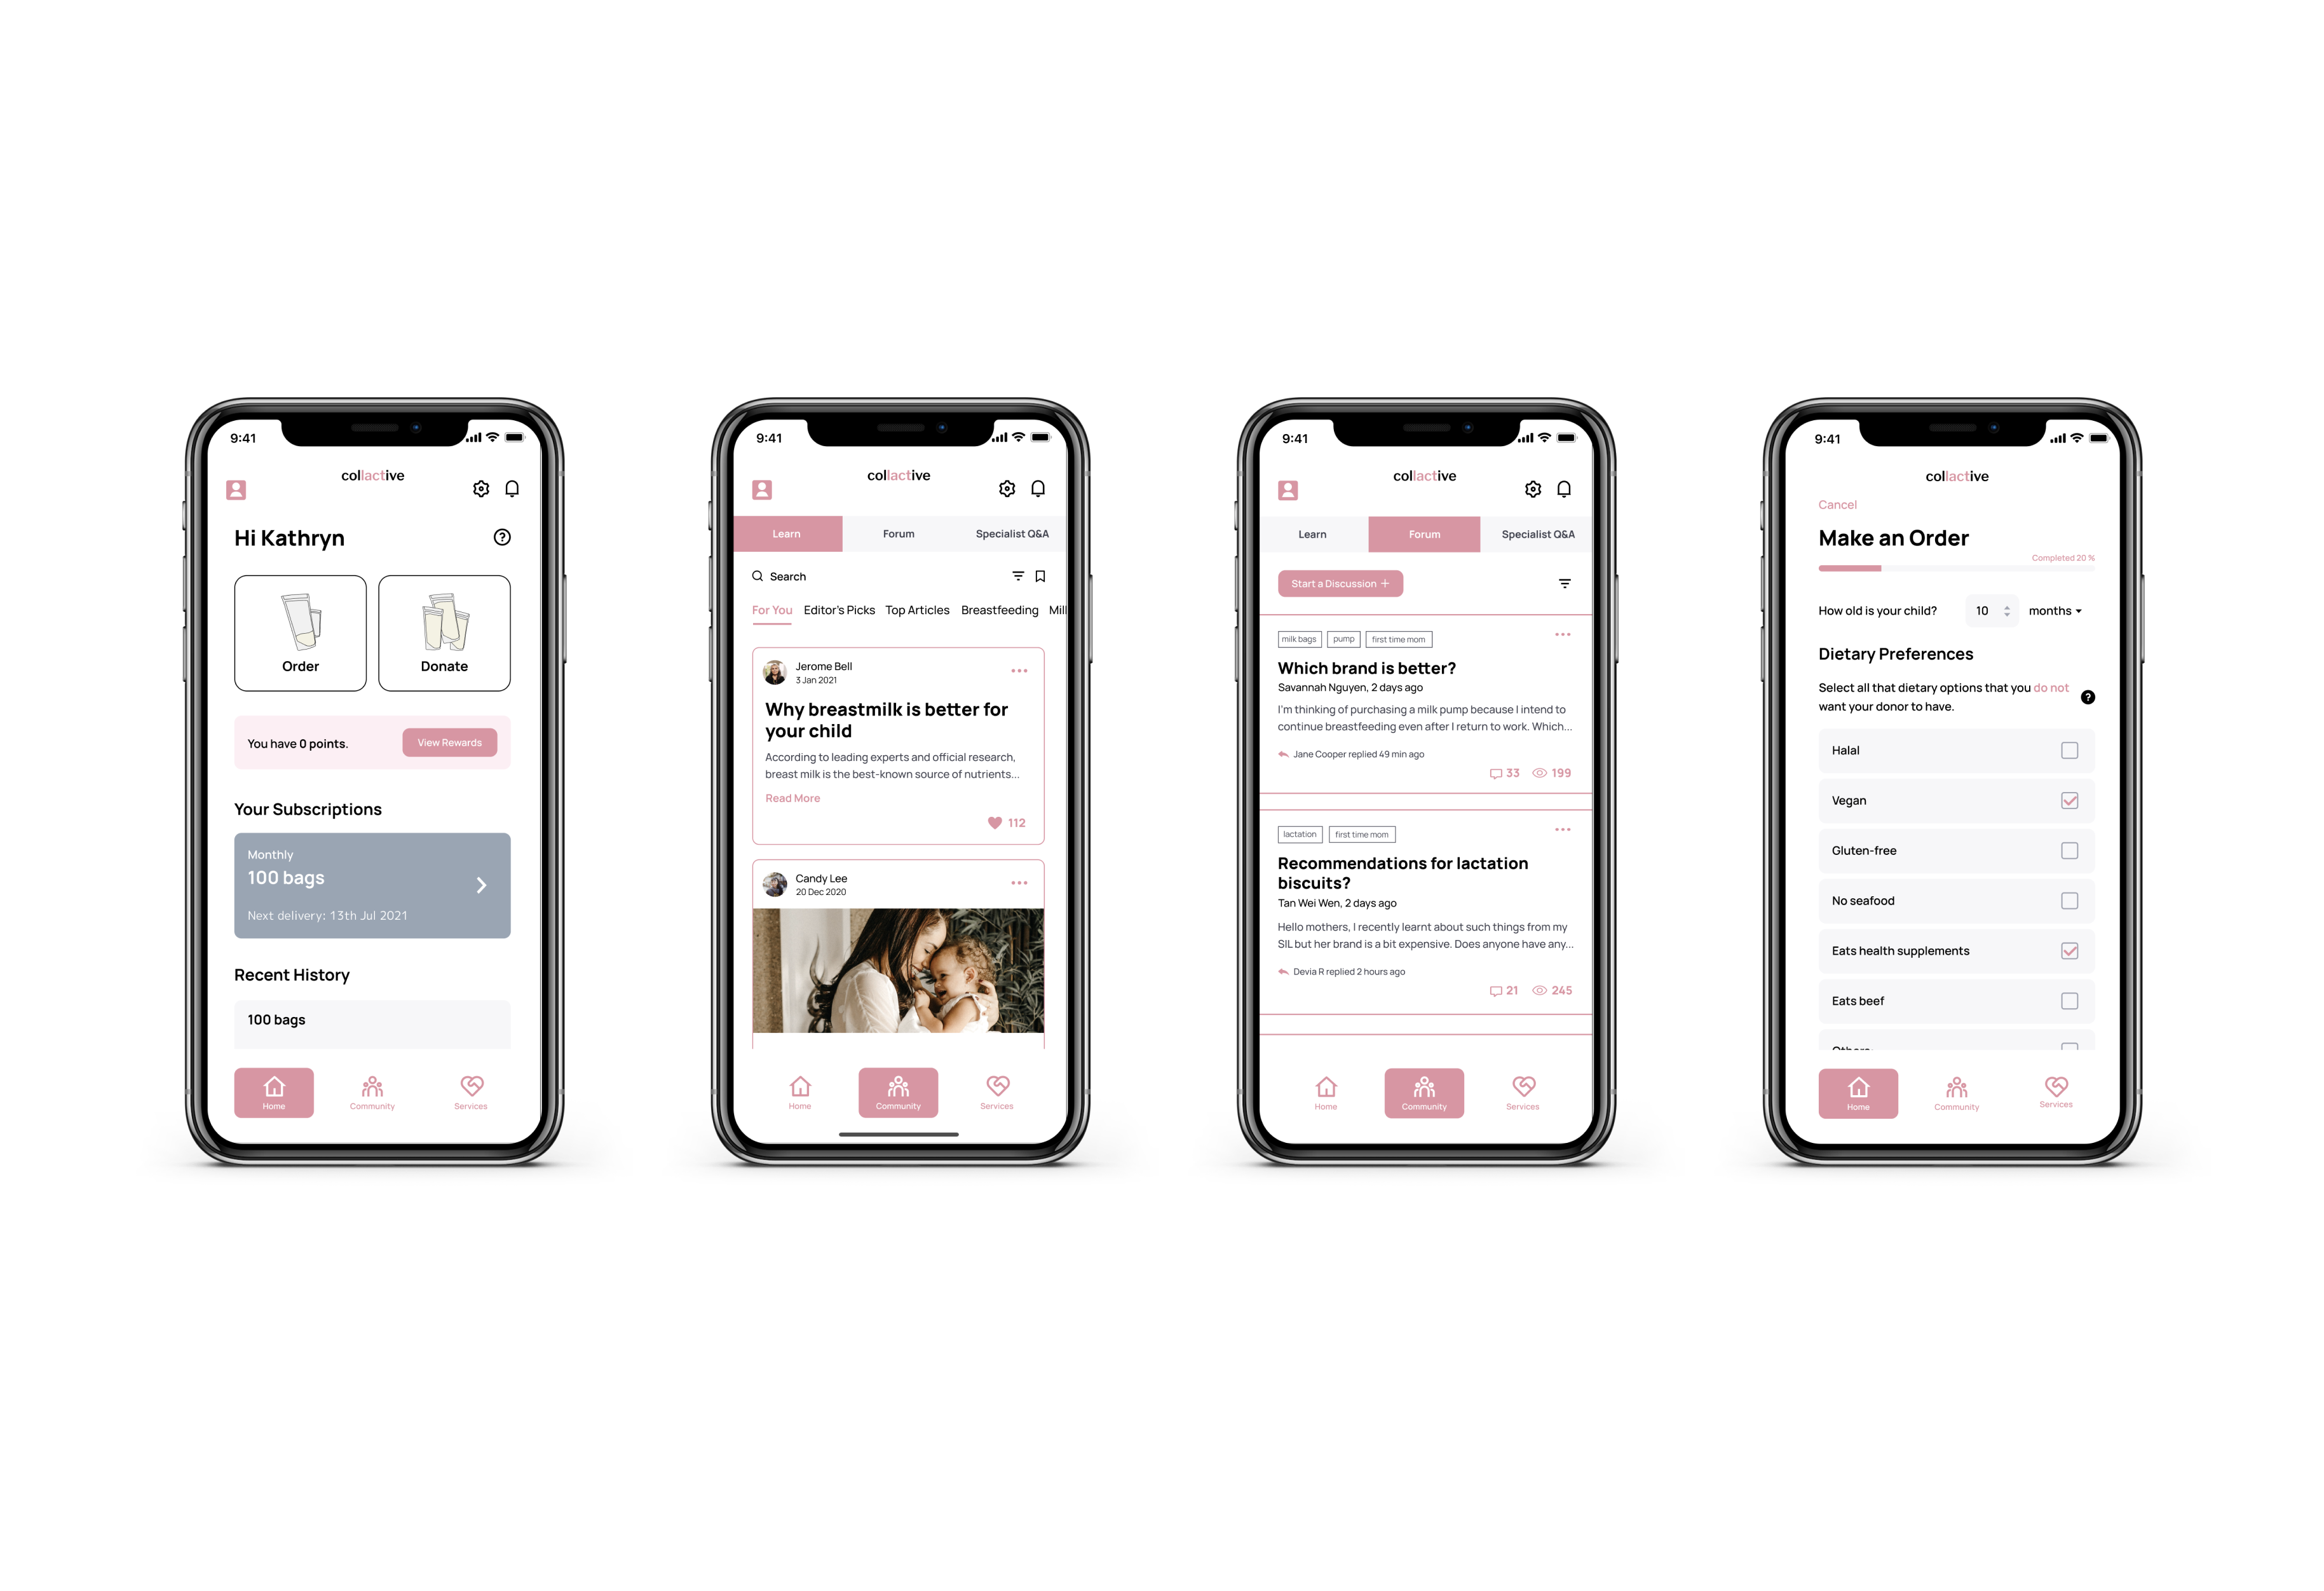 9:41
collactive
Hi Kathryn
?
Order
Donate
You have 0 points.
View Rewards
Your Subscriptions
Monthly
100 bags
Next delivery: 13th Jul 2021
Recent History
100 bags
Home
Community
Services
9:41
collactive
Learn
Forum
Specialist Q&A
Search
For You
Editor's Picks
Top Articles
Breastfeeding
Mill
Jerome Bell
3 Jan 2021
Why breastmilk is better for
your child
According to leading experts and official research,
breast milk is the best-known source of nutrients...
Read More
112
Candy Lee
20 Dec 2020
Home
Community
Services
9:41
collactive
Learn
Forum
Specialist Q&A
Start a Discussion +
milk bags
pump
first time mom
Which brand is better?
Savannah Nguyen, 2 days ago
I'm thinking of purchasing a milk pump because I intend to
continue breastfeeding even after I return to work. Which...
Jane Cooper replied 49 min ago
33
199
lactation
first time mom
Recommendations for lactation
biscuits?
Tan Wei Wen, 2 days ago
Hello mothers, I recently learnt about such things from my
SIL but her brand is a bit expensive. Does anyone have any...
Devia R replied 2 hours ago
21
245
Home
Community
Services
9:41
collactive
Cancel
Make an Order
Completed 20 %
How old is your child?
10
months
Dietary Preferences
Select all that dietary options that you do not
want your donor to have.
?
Halal
Vegan
Gluten-free
No seafood
Eats health supplements
Eats beef
Home
Community
Services